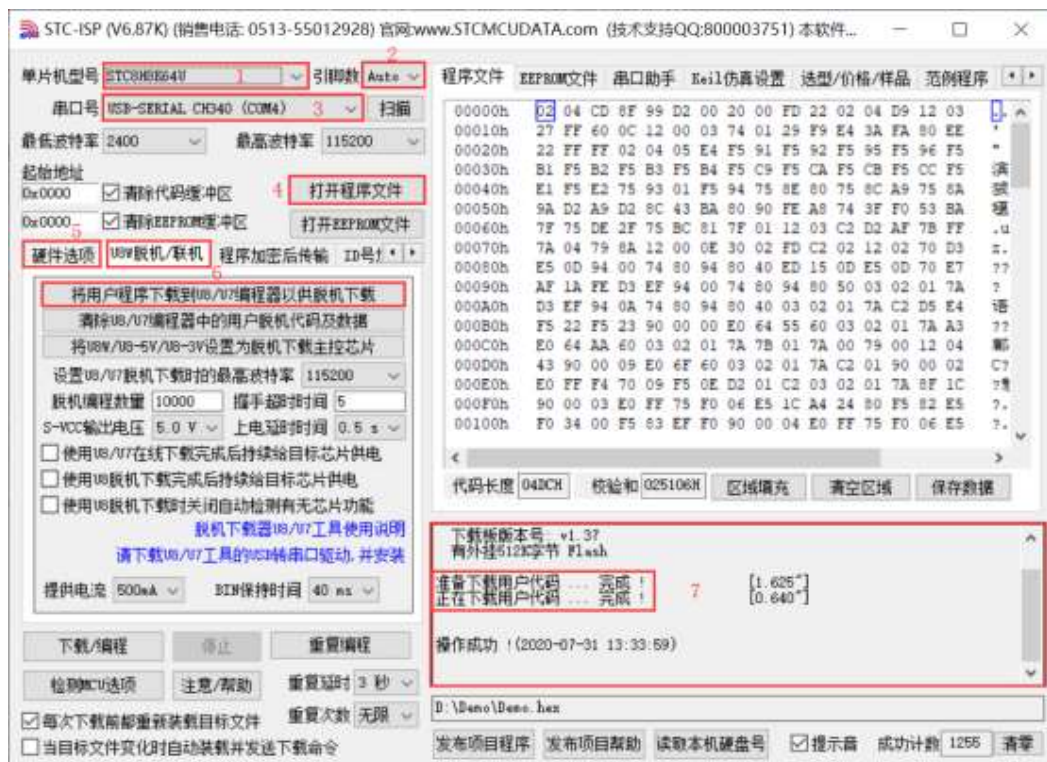 STC-ISP (V6.87K) (销售电话: 0513-55012928) 官网:www.STCMCUDATA.com (技术支持QQ:800003751) 本软件...
单片机型号 STC8H8K64U 1 引脚数 Auto 2
串口号 USB-SERIAL CH340 (COM4) 3 扫描
最低波特率 2400 最高波特率 115200
起始地址
0x0000 清除代码缓冲区 4 打开程序文件
0x0000 清除EEPROM缓冲区 打开EEPROM文件
5
硬件选项 U8W脱机/联机 程序加密后传输 ID号
6
将用户程序下载到U8/U7编程器以供脱机下载
清除U8/U7编程器中的用户脱机代码及数据
将U8W/U8-5V/U8-3V设置为脱机下载主控芯片
设置U8/U7脱机下载时的最高波特率 115200
脱机编程数量 10000 握手超时时间 5
S-VCC输出电压 5.0 V 上电延时时间 0.5 s
使用U8/U7在线下载完成后持续给目标芯片供电
使用U8脱机下载完成后持续给目标芯片供电
使用U8脱机下载时关闭自动检测有无芯片功能
脱机下载器U8/U7工具使用说明
请下载U8/U7工具的USB转串口驱动,并安装
提供电流 500mA BIN保持时间 40 ms
下载/编程 停止 重复编程
检测MCU选项 注意/帮助 重复延时 3 秒
每次下载前都重新装载目标文件 重复次数 无限
当目标文件变化时自动装载并发送下载命令
程序文件 EEPROM文件 串口助手 Keil仿真设置 选型/价格/样品 范例程序
00000h 02 04 CD 8F 99 D2 00 20 00 FD 22 02 04 D9 12 03
00010h 27 FF 60 0C 12 00 03 74 01 29 F9 E4 3A FA 80 EE
00020h 22 FF FF 02 04 05 E4 F5 91 F5 92 F5 95 F5 96 F5
00030h B1 F5 B2 F5 B3 F5 B4 F5 C9 F5 CA F5 CB F5 CC F5
00040h E1 F5 E2 75 93 01 F5 94 75 8E 80 75 8C A9 75 8A
00050h 9A D2 A9 D2 8C 43 BA 80 90 FE A8 74 3F F0 53 BA
00060h 7F 75 DE 2F 75 BC 81 7F 01 12 03 C2 D2 AF 7B FF
00070h 7A 04 79 8A 12 00 0E 30 02 FD C2 02 12 02 70 D3
00080h E5 0D 94 00 74 80 94 80 40 ED 15 0D E5 0D 70 E7
00090h AF 1A FE D3 EF 94 00 74 80 94 80 50 03 02 01 7A
000A0h D3 EF 94 0A 74 80 94 80 40 03 02 01 7A C2 D5 E4
000B0h F5 22 F5 23 90 00 00 E0 64 55 60 03 02 01 7A A3
000C0h E0 64 AA 60 03 02 01 7A 7B 01 7A 00 79 00 12 04
000D0h 43 90 00 09 E0 6F 60 03 02 01 7A C2 01 90 00 02
000E0h E0 FF F4 70 09 F5 0E D2 01 C2 03 02 01 7A 8F 1C
000F0h 90 00 03 E0 FF 75 F0 06 E5 1C A4 24 80 F5 82 E5
00100h F0 34 00 F5 83 EF F0 90 00 04 E0 FF 75 F0 06 E5
代码长度 04DCH 校验和 025106H 区域填充 清空区域 保存数据
下载板版本号: v1.37
有外挂512K字节 Flash
准备下载用户代码 ... 完成 ! [1.625"]
正在下载用户代码 ... 完成 ! 7 [0.640"]
操作成功 !(2020-07-31 13:33:59)
D:\Demo\Demo.hex
发布项目程序 发布项目帮助 读取本机硬盘号 提示音 成功计数 1255 清零